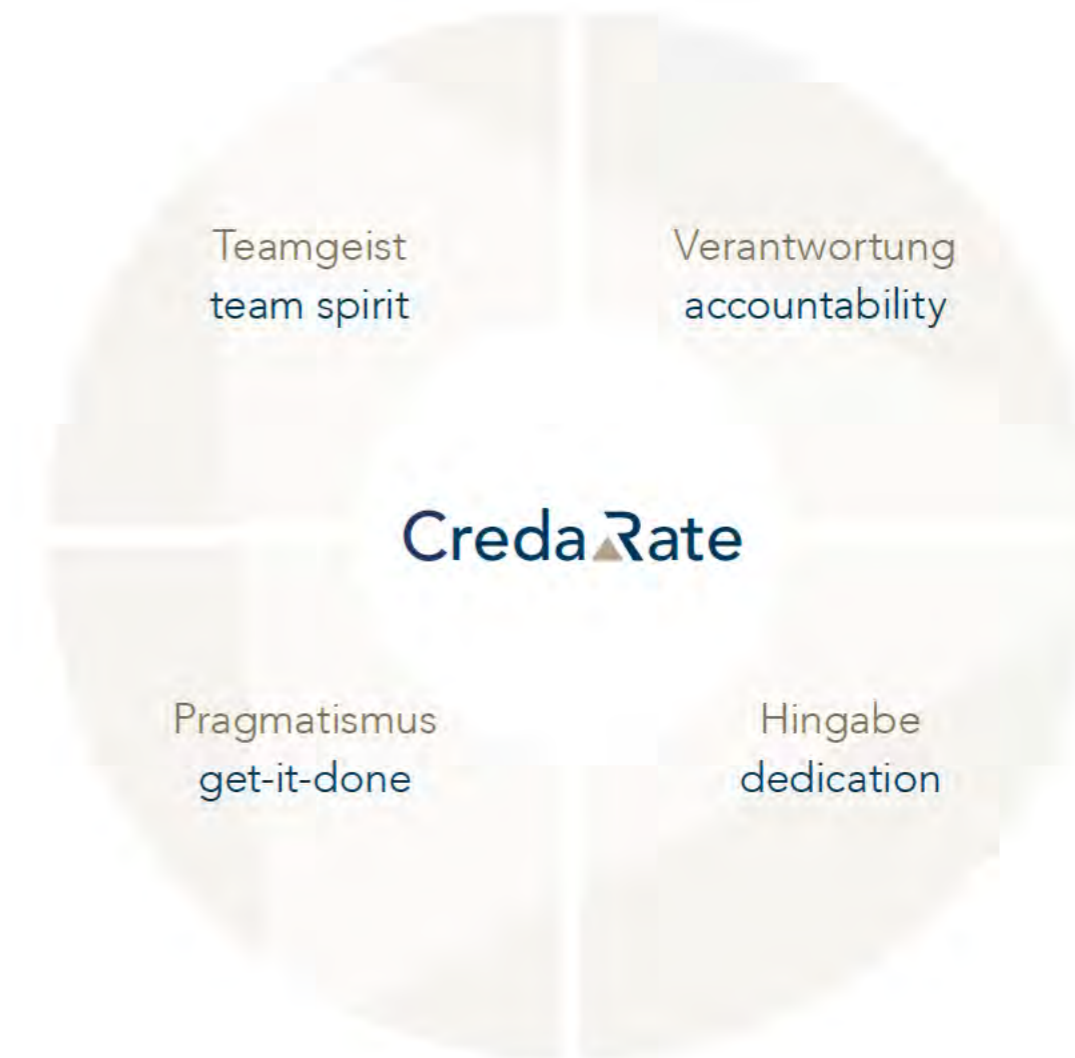 Teamgeist
team spirit
Verantwortung
accountability
CredaRate
Pragmatismus
get-it-done
Hingabe
dedication